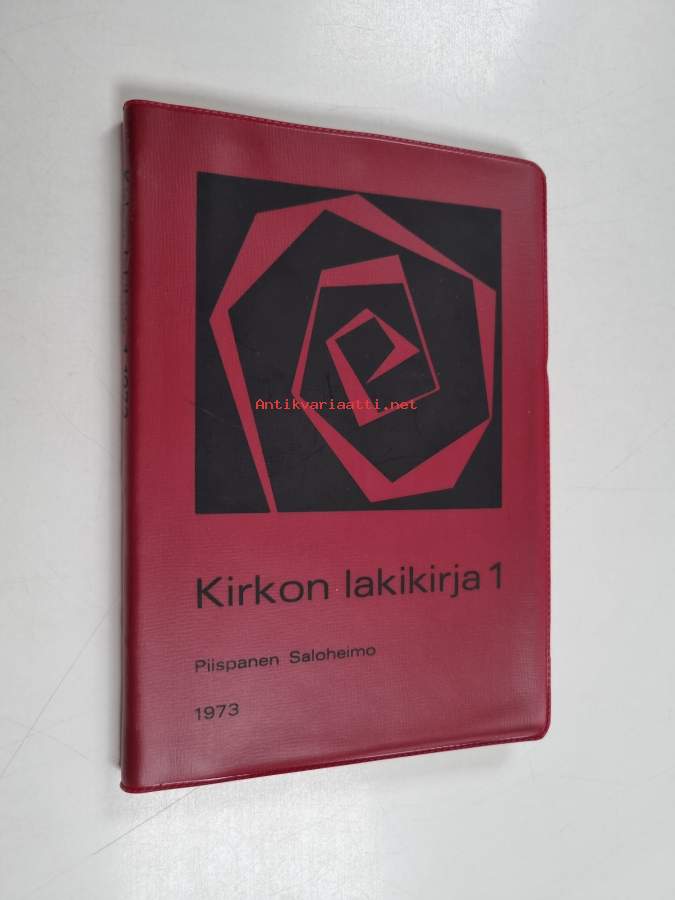 Antikvariaatti.net
Kirkon lakikirja 1
Piispanen Saloheimo
1973